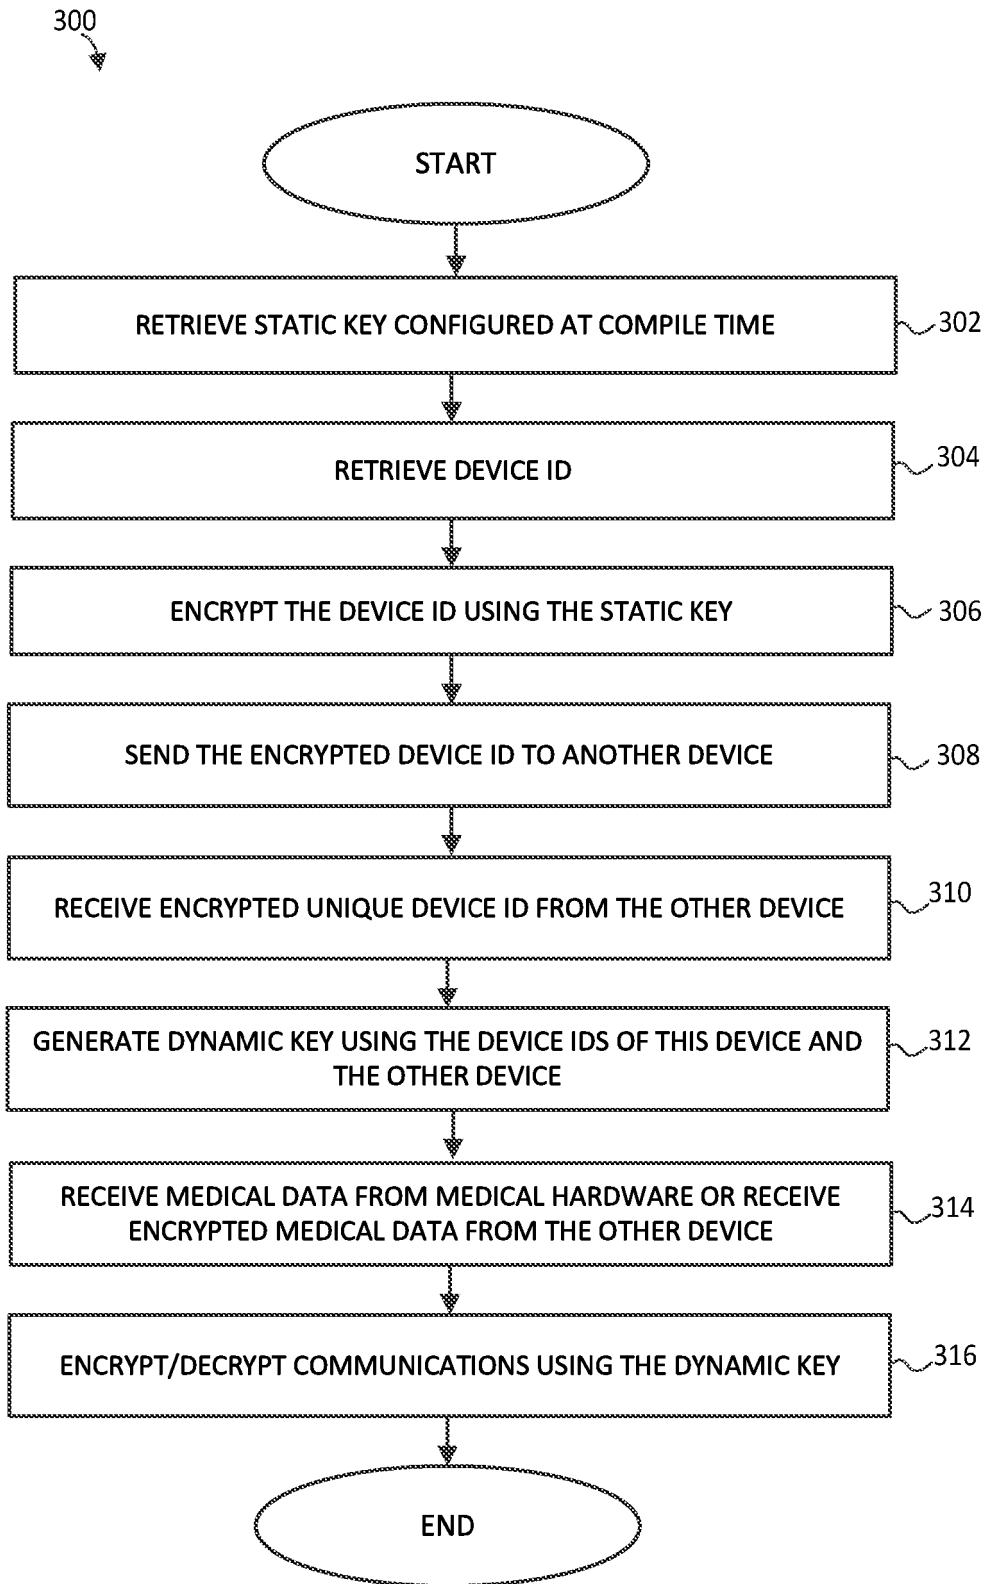 300
START
RETRIEVE STATIC KEY CONFIGURED AT COMPILE TIME
302
RETRIEVE DEVICE ID
304
ENCRYPT THE DEVICE ID USING THE STATIC KEY
306
SEND THE ENCRYPTED DEVICE ID TO ANOTHER DEVICE
308
RECEIVE ENCRYPTED UNIQUE DEVICE ID FROM THE OTHER DEVICE
310
GENERATE DYNAMIC KEY USING THE DEVICE IDS OF THIS DEVICE AND
THE OTHER DEVICE
312
RECEIVE MEDICAL DATA FROM MEDICAL HARDWARE OR RECEIVE
ENCRYPTED MEDICAL DATA FROM THE OTHER DEVICE
314
ENCRYPT/DECRYPT COMMUNICATIONS USING THE DYNAMIC KEY
316
END